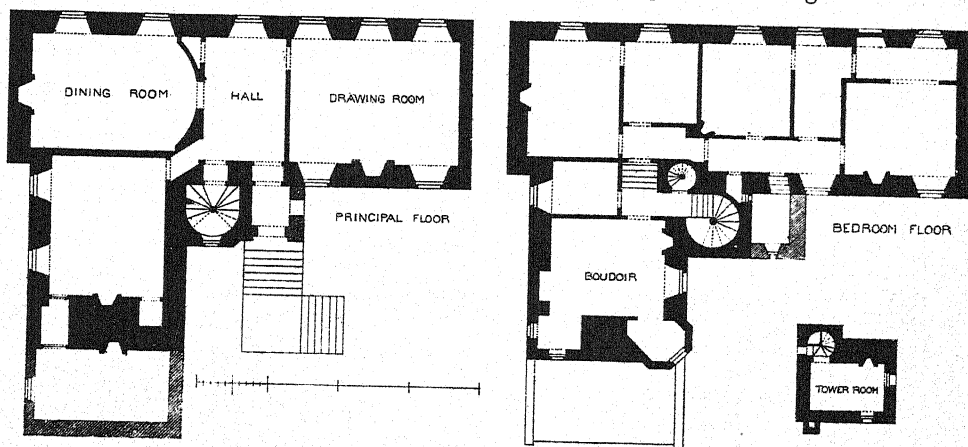 DINING ROOM
HALL
DRAWING ROOM
PRINCIPAL FLOOR
BEDROOM FLOOR
BOUDOIR
TOWER ROOM